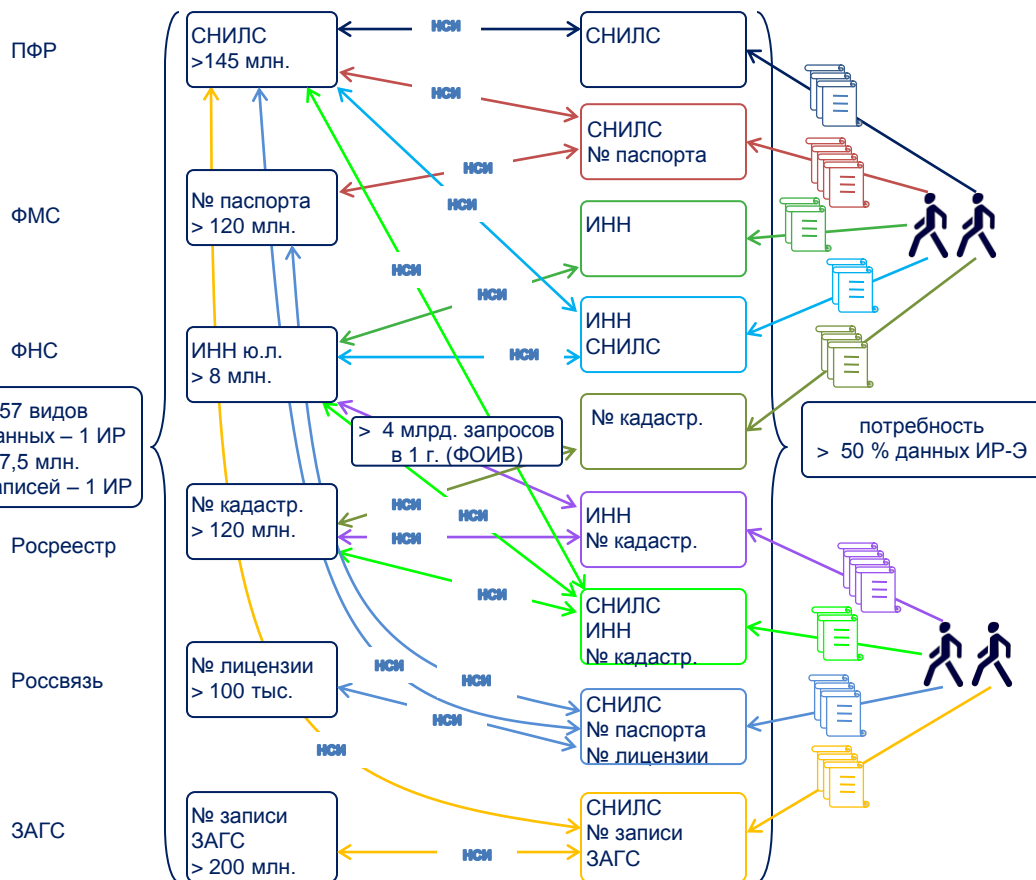 ПФР
ФМС
ФНС
57 видов
анных – 1 ИР
7,5 млн.
аписей – 1 ИР
Росреестр
Россвязь
ЗАГС
СНИЛС
>145 млн.
№ паспорта
> 120 млн.
ИНН ю.л.
> 8 млн.
№ кадастр.
> 120 млн.
№ лицензии
> 100 тыс.
№ записи
ЗАГС
> 200 млн.
нси
нси
нси
нси
нси
нси
нси
> 4 млрд. запросов
в 1 г. (ФОИВ)
нси
нси
нси
нси
нси
нси
нси
нси
нси
СНИЛС
СНИЛС
№ паспорта
ИНН
ИНН
СНИЛС
№ кадастр.
ИНН
№ кадастр.
СНИЛС
ИНН
№ кадастр.
СНИЛС
№ паспорта
№ лицензии
СНИЛС
№ записи
ЗАГС
потребность
> 50 % данных ИР-Э